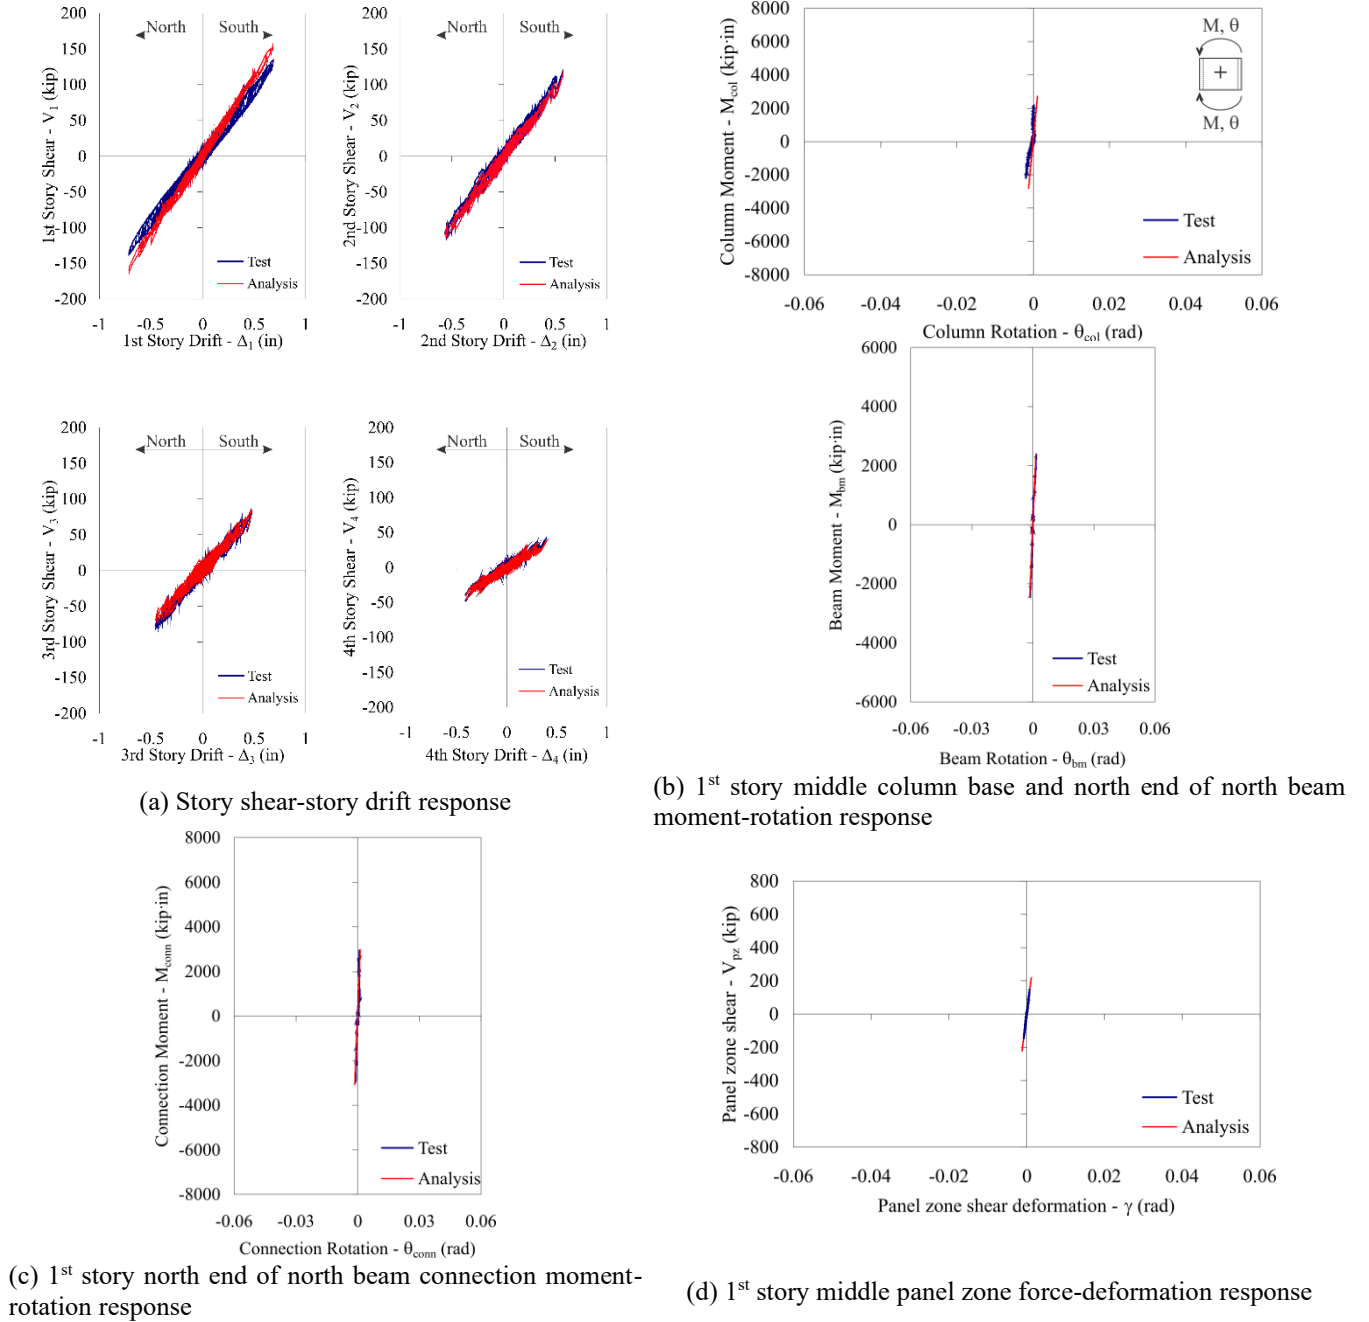 200
150
100
50
0
-50
-100
-150
-200
North
South
1st Story Shear - V1 (kip)
Test
Analysis
-1
-0.5
0
0.5
1
1st Story Drift - Δ1 (in)
200
150
100
50
0
-50
-100
-150
-200
North
South
2nd Story Shear - V2 (kip)
Test
Analysis
-1
-0.5
0
0.5
1
2nd Story Drift - Δ2 (in)
200
150
100
50
0
-50
-100
-150
-200
North
South
3rd Story Shear - V3 (kip)
Test
Analysis
-1
-0.5
0
0.5
1
3rd Story Drift - Δ3 (in)
200
150
100
50
0
-50
-100
-150
-200
North
South
4th Story Shear - V4 (kip)
Test
Analysis
-1
-0.5
0
0.5
1
4th Story Drift - Δ4 (in)
(a) Story shear-story drift response
8000
6000
4000
2000
0
-2000
-4000
-6000
-8000
Column Moment - Mcol (kip·in)
M, θ
M, θ
Test
Analysis
-0.06
-0.04
-0.02
0
0.02
0.04
0.06
Column Rotation - θcol (rad)
6000
4000
2000
0
-2000
-4000
-6000
Beam Moment - Mbm (kip·in)
Test
Analysis
-0.06
-0.03
0
0.03
0.06
Beam Rotation - θbm (rad)
(b) 1st story middle column base and north end of north beam
moment-rotation response
8000
6000
4000
2000
0
-2000
-4000
-6000
-8000
Connection Moment - Mconn (kip·in)
Test
Analysis
-0.06
-0.03
0
0.03
0.06
Connection Rotation - θconn (rad)
(c) 1st story north end of north beam connection moment-
rotation response
800
600
400
200
0
-200
-400
-600
-800
Panel zone shear - Vpz (kip)
Test
Analysis
-0.06
-0.04
-0.02
0
0.02
0.04
0.06
Panel zone shear deformation - γ (rad)
(d) 1st story middle panel zone force-deformation response